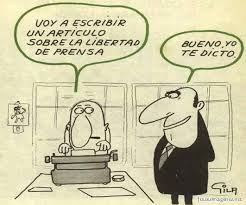 VOY A ESCRIBIR
UN ARTICULO
SOBRE LA LIBERTAD
DE PRENSA
BUENO, YO
TE DICTO.
GILA